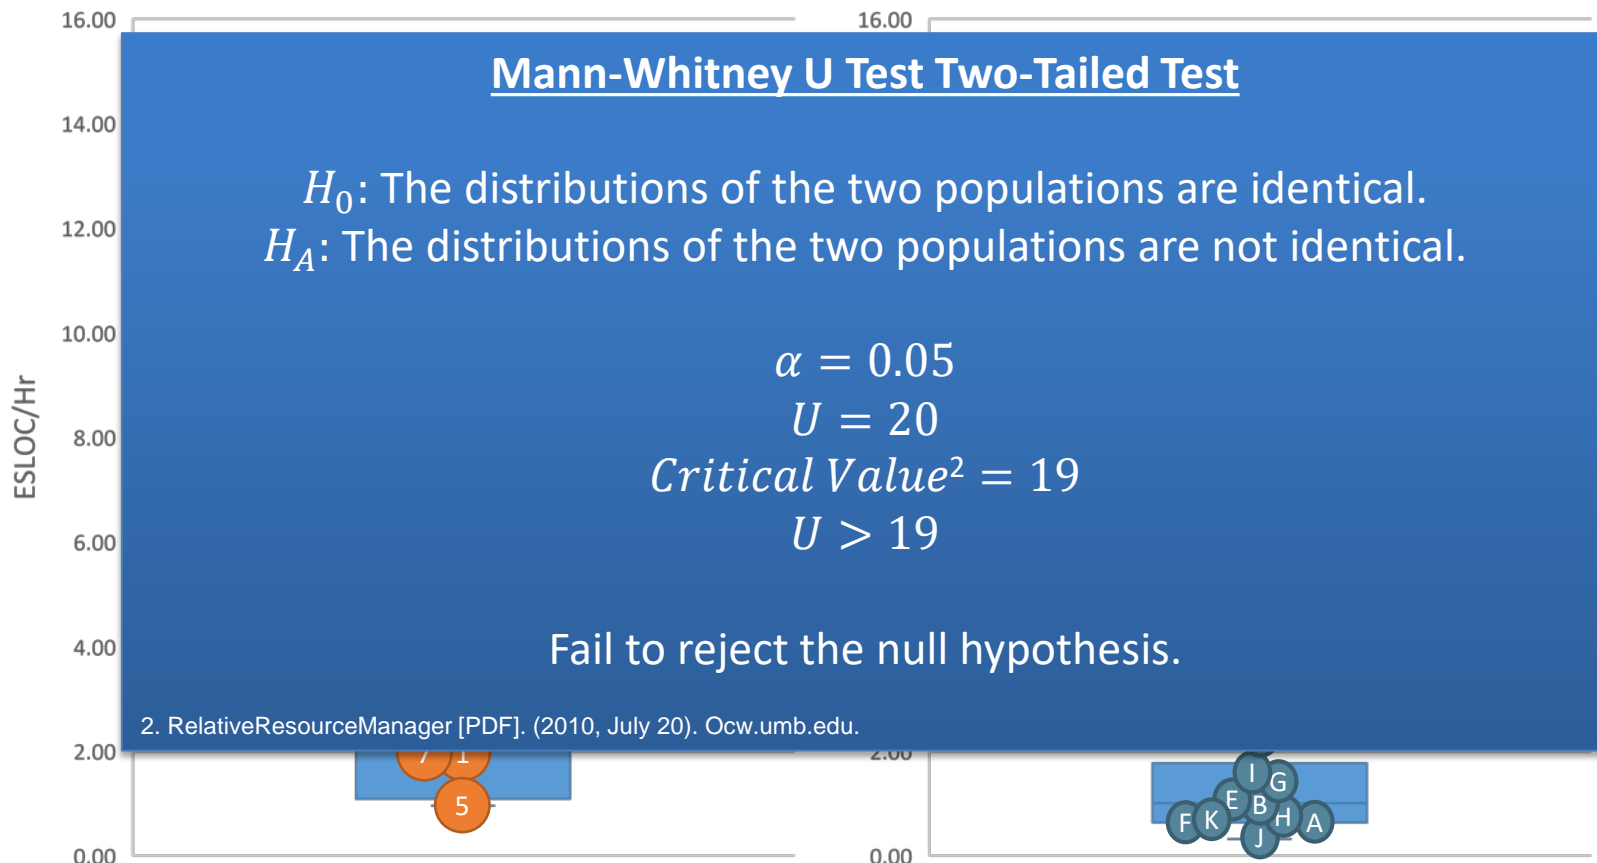 16.00
16.00
Mann-Whitney U Test Two-Tailed Test
14.00
H₀: The distributions of the two populations are identical.
12.00
H_A: The distributions of the two populations are not identical.
10.00
α = 0.05
ESLOC/Hr
U = 20
8.00
Critical Value² = 19
U > 19
6.00
4.00
Fail to reject the null hypothesis.
2. RelativeResourceManager [PDF]. (2010, July 20). Ocw.umb.edu.
2.00
7 1
2.00
I G
5
E B
F K H A
J
0.00
0.00